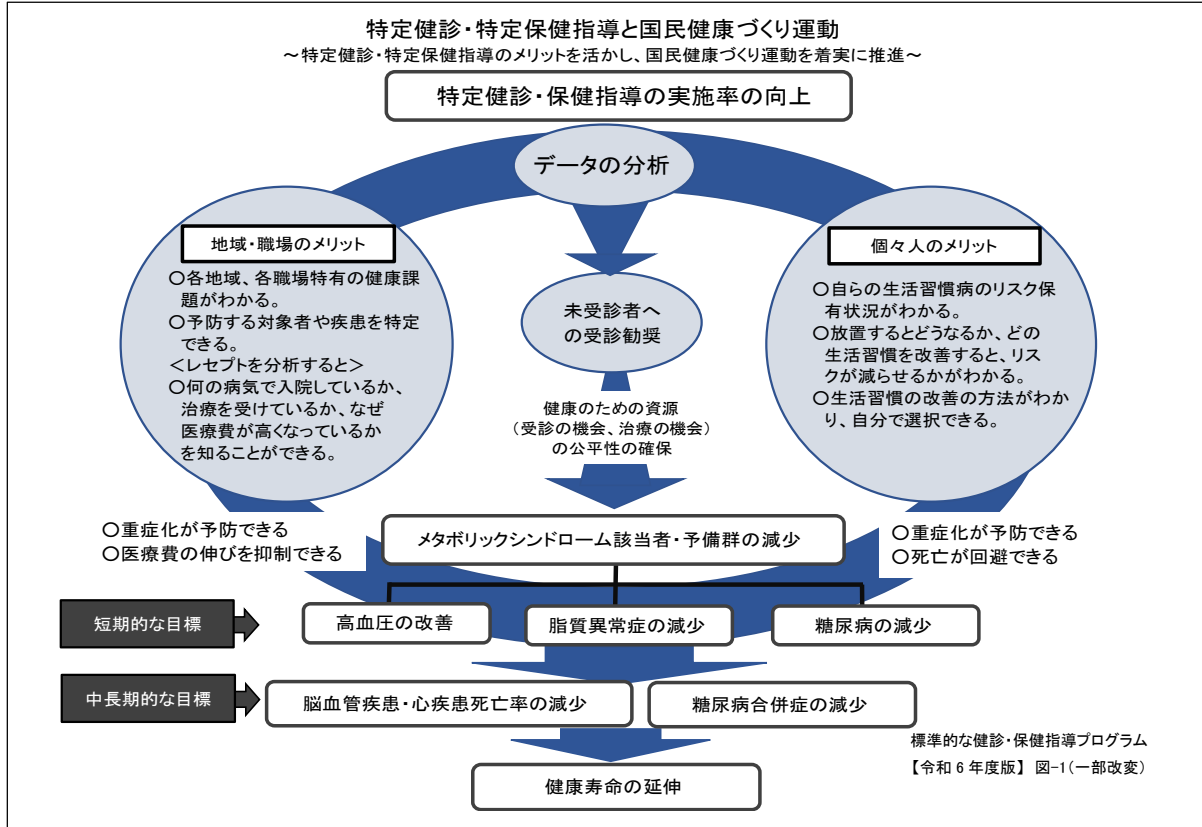 特定健診・特定保健指導と国民健康づくり運動
～特定健診・特定保健指導のメリットを活かし、国民健康づくり運動を着実に推進～
特定健診・保健指導の実施率の向上
データの分析
地域・職場のメリット
○各地域、各職場特有の健康課
題がわかる。
○予防する対象者や疾患を特定
できる。
＜レセプトを分析すると＞
○何の病気で入院しているか、
治療を受けているか、なぜ
医療費が高くなっているか
を知ることができる。
未受診者へ
の受診勧奨
健康のための資源
（受診の機会、治療の機会）
の公平性の確保
個々人のメリット
○自らの生活習慣病のリスク保
有状況がわかる。
○放置するとどうなるか、どの
生活習慣を改善すると、リス
クが減らせるかがわかる。
○生活習慣の改善の方法がわか
り、自分で選択できる。
○重症化が予防できる
○医療費の伸びを抑制できる
メタボリックシンドローム該当者・予備群の減少
○重症化が予防できる
○死亡が回避できる
短期的な目標
高血圧の改善
脂質異常症の減少
糖尿病の減少
中長期的な目標
脳血管疾患・心疾患死亡率の減少
糖尿病合併症の減少
健康寿命の延伸
標準的な健診・保健指導プログラム
【令和6年度版】 図-1（一部改変）